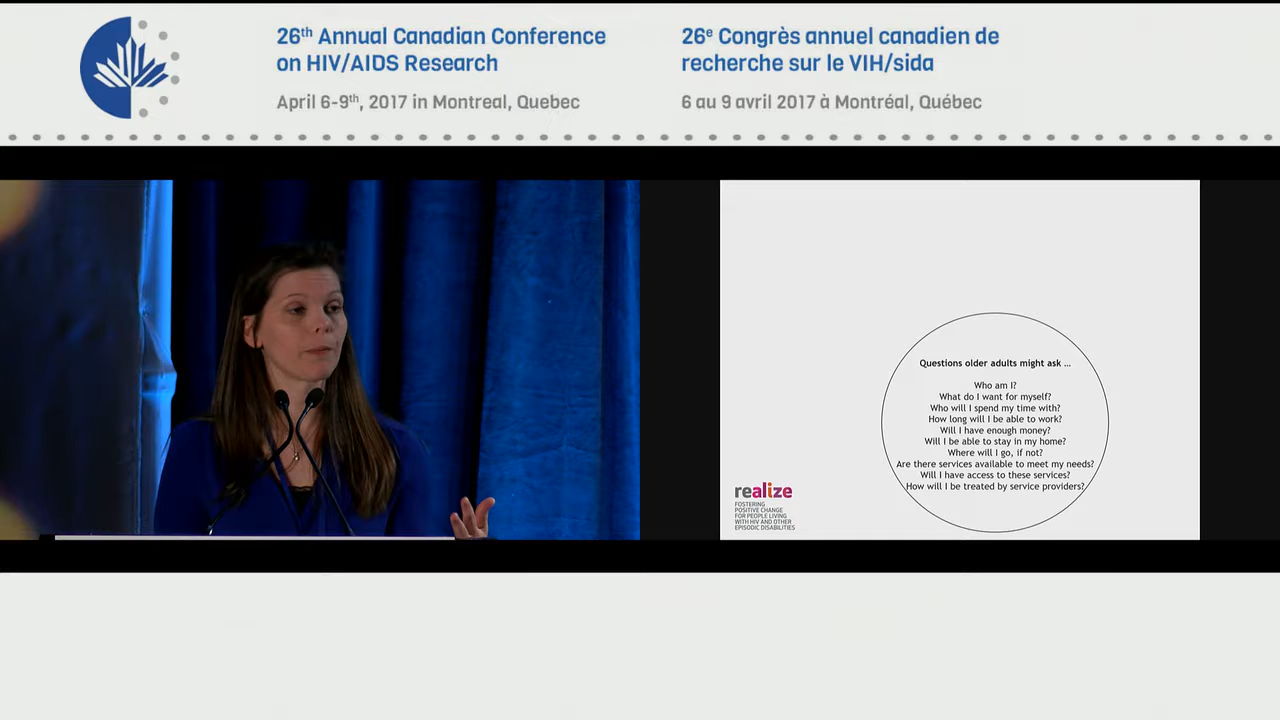 26th Annual Canadian Conference
on HIV/AIDS Research
April 6-9th, 2017 in Montreal, Quebec
26e Congrès annuel canadien de
recherche sur le VIH/sida
6 au 9 avril 2017 à Montréal, Québec
Questions older adults might ask ...
Who am I?
What do I want for myself?
Who will I spend my time with?
How long will I be able to work?
Will I have enough money?
Will I be able to stay in my home?
Where will I go, if not?
Are there services available to meet my needs?
Will I have access to these services?
How will I be treated by service providers?
realize
FOSTERING
POSITIVE CHANGE
FOR PEOPLE LIVING
WITH HIV AND OTHER
EPISODIC DISABILITIES